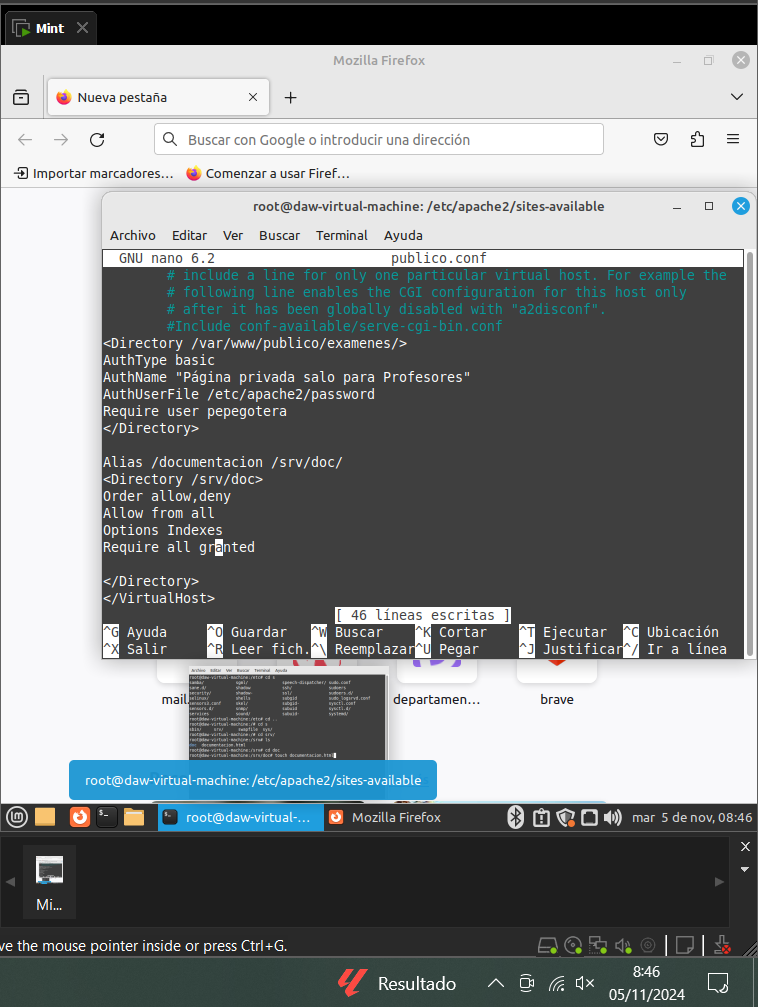 Mint
Mozilla Firefox
Nueva pestaña
Buscar con Google o introducir una dirección
Importar marcadores… Comenzar a usar Firef…
root@daw-virtual-machine: /etc/apache2/sites-available
Archivo Editar Ver Buscar Terminal Ayuda
GNU nano 6.2 publico.conf
# include a line for only one particular virtual host. For example the
# following line enables the CGI configuration for this host only
# after it has been globally disabled with "a2disconf".
#Include conf-available/serve-cgi-bin.conf
<Directory /var/www/publico/examenes/>
AuthType basic
AuthName "Página privada salo para Profesores"
AuthUserFile /etc/apache2/password
Require user pepegotera
</Directory>
Alias /documentacion /srv/doc/
<Directory /srv/doc>
Order allow,deny
Allow from all
Options Indexes
Require all granted
</Directory>
</VirtualHost>
[ 46 líneas escritas ]
^G Ayuda ^O Guardar ^W Buscar ^K Cortar ^T Ejecutar ^C Ubicación
^X Salir ^R Leer fich. ^\ Reemplazar ^U Pegar ^J Justificar ^/ Ir a línea
mail departamen… brave
root@daw-virtual-machine: /etc/apache2/sites-available
root@daw-virtual-… Mozilla Firefox mar 5 de nov, 08:46
Mi...
ve the mouse pointer inside or press Ctrl+G.
Resultado 8:46
05/11/2024